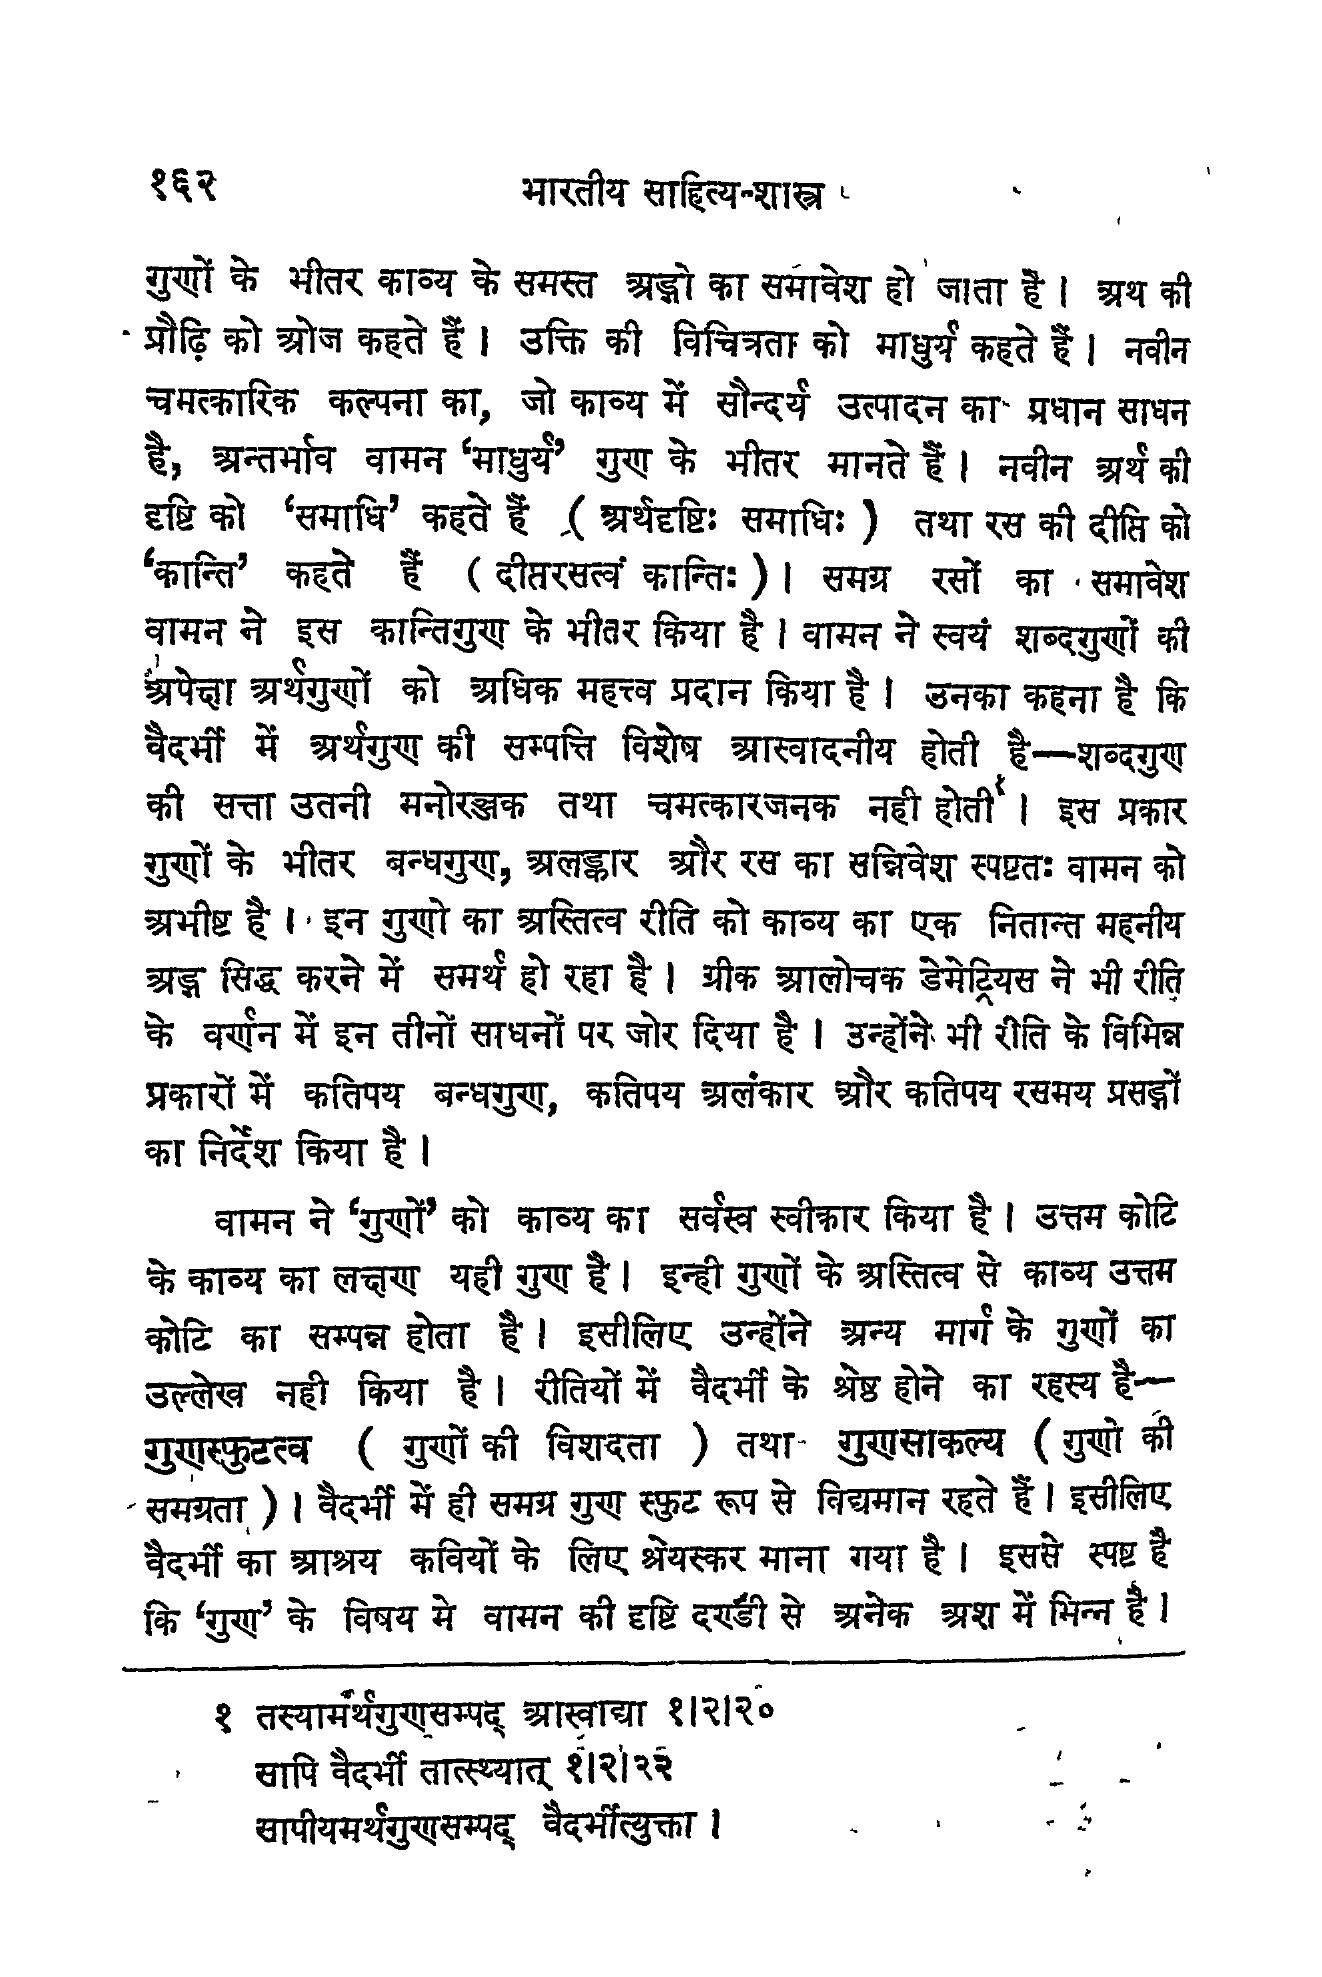 १६२ भारतीय साहित्य-शास्त्र
गुणों के भीतर काव्य के समस्त अङ्गो का समावेश हो जाता है। अथ की
प्रौढ़ि को ओज कहते हैं। उक्ति की विचित्रता को माधुर्य कहते हैं। नवीन
चमत्कारिक कल्पना का, जो काव्य में सौन्दर्य उत्पादन का प्रधान साधन
है, अन्तर्भाव वामन ‘माधुर्य’ गुण के भीतर मानते हैं। नवीन अर्थ की
दृष्टि को ‘समाधि’ कहते हैं (अर्थदृष्टिः समाधिः) तथा रस की दीप्ति को
‘कान्ति’ कहते हैं (दीप्तरसत्वं कान्तिः)। समग्र रसों का समावेश
वामन ने इस कान्तिगुण के भीतर किया है। वामन ने स्वयं शब्दगुणों की
अपेक्षा अर्थगुणों को अधिक महत्त्व प्रदान किया है। उनका कहना है कि
वैदर्भी में अर्थगुण की सम्पत्ति विशेष आस्वादनीय होती है—शब्दगुण
की सत्ता उतनी मनोरञ्जक तथा चमत्कारजनक नही होती१। इस प्रकार
गुणों के भीतर बन्धगुण, अलङ्कार और रस का सन्निवेश स्पष्टतः वामन को
अभीष्ट है। इन गुणो का अस्तित्व रीति को काव्य का एक नितान्त महनीय
अङ्ग सिद्ध करने में समर्थ हो रहा है। ग्रीक आलोचक डेमेट्रियस ने भी रीति
के वर्णन में इन तीनों साधनों पर जोर दिया है। उन्होंने भी रीति के विभिन्न
प्रकारों में कतिपय बन्धगुण, कतिपय अलंकार और कतिपय रसमय प्रसङ्गों
का निर्देश किया है।
वामन ने ‘गुणों’ को काव्य का सर्वस्व स्वीकार किया है। उत्तम कोटि
के काव्य का लक्षण यही गुण है। इन्ही गुणों के अस्तित्व से काव्य उत्तम
कोटि का सम्पन्न होता है। इसीलिए उन्होंने अन्य मार्ग के गुणों का
उल्लेख नही किया है। रीतियों में वैदर्भी के श्रेष्ठ होने का रहस्य है—
गुणस्फुटत्व (गुणों की विशदता) तथा गुणसाकल्य (गुणो की
समग्रता)। वैदर्भी में ही समग्र गुण स्फुट रूप से विद्यमान रहते हैं। इसीलिए
वैदर्भी का आश्रय कवियों के लिए श्रेयस्कर माना गया है। इससे स्पष्ट है
कि ‘गुण’ के विषय मे वामन की दृष्टि दण्डी से अनेक अश में भिन्न है।
१ तस्यामर्थगुणसम्पद् आस्वाद्या १।२।२०
सापि वैदर्भी तात्स्थ्यात् १।२।२२
सापीयमर्थगुणसम्पद् वैदर्भीत्युक्ता।